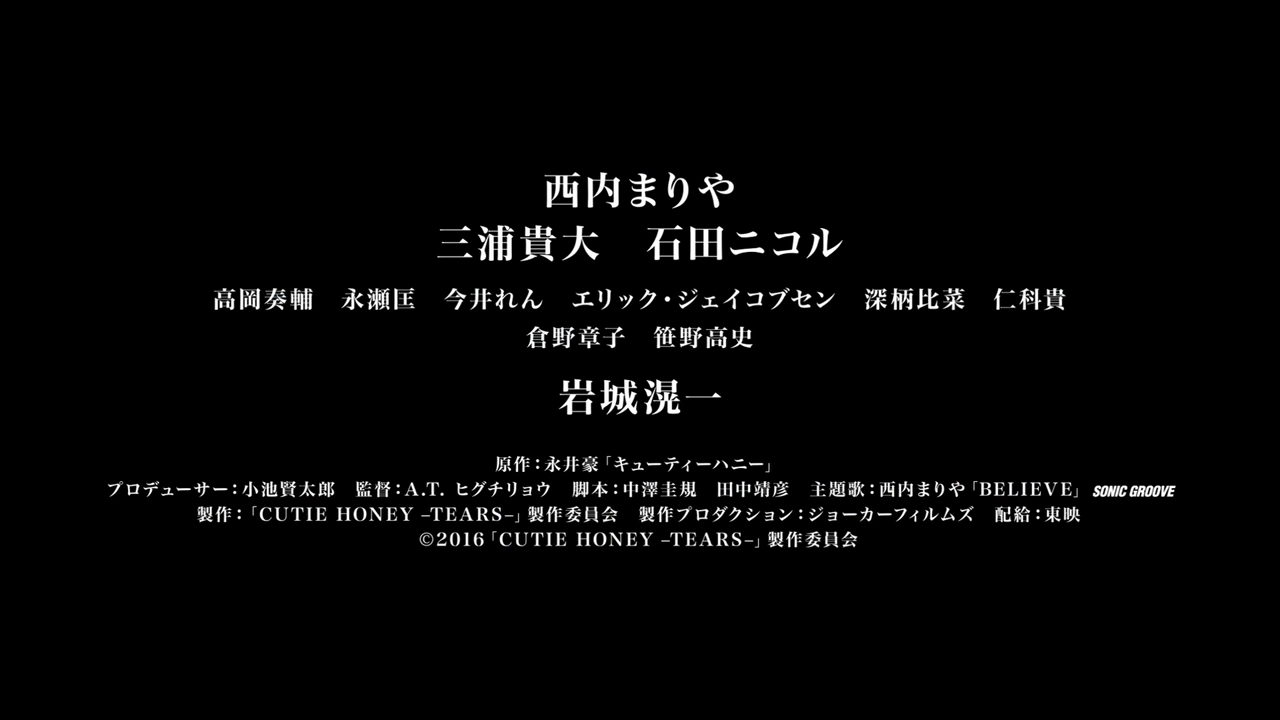 西内まりや
三浦貴大　石田ニコル
高岡奏輔　永瀬匡　今井れん　エリック・ジェイコブセン　深柄比菜　仁科貴
倉野章子　笹野高史
岩城滉一
原作：永井豪「キューティーハニー」
プロデューサー：小池賢太郎　監督：A.T. ヒグチリョウ　脚本：中澤圭規　田中靖彦　主題歌：西内まりや「BELIEVE」 SONIC GROOVE
製作：「CUTIE HONEY –TEARS–」製作委員会　製作プロダクション：ジョーカーフィルムズ　配給：東映
©2016「CUTIE HONEY –TEARS–」製作委員会